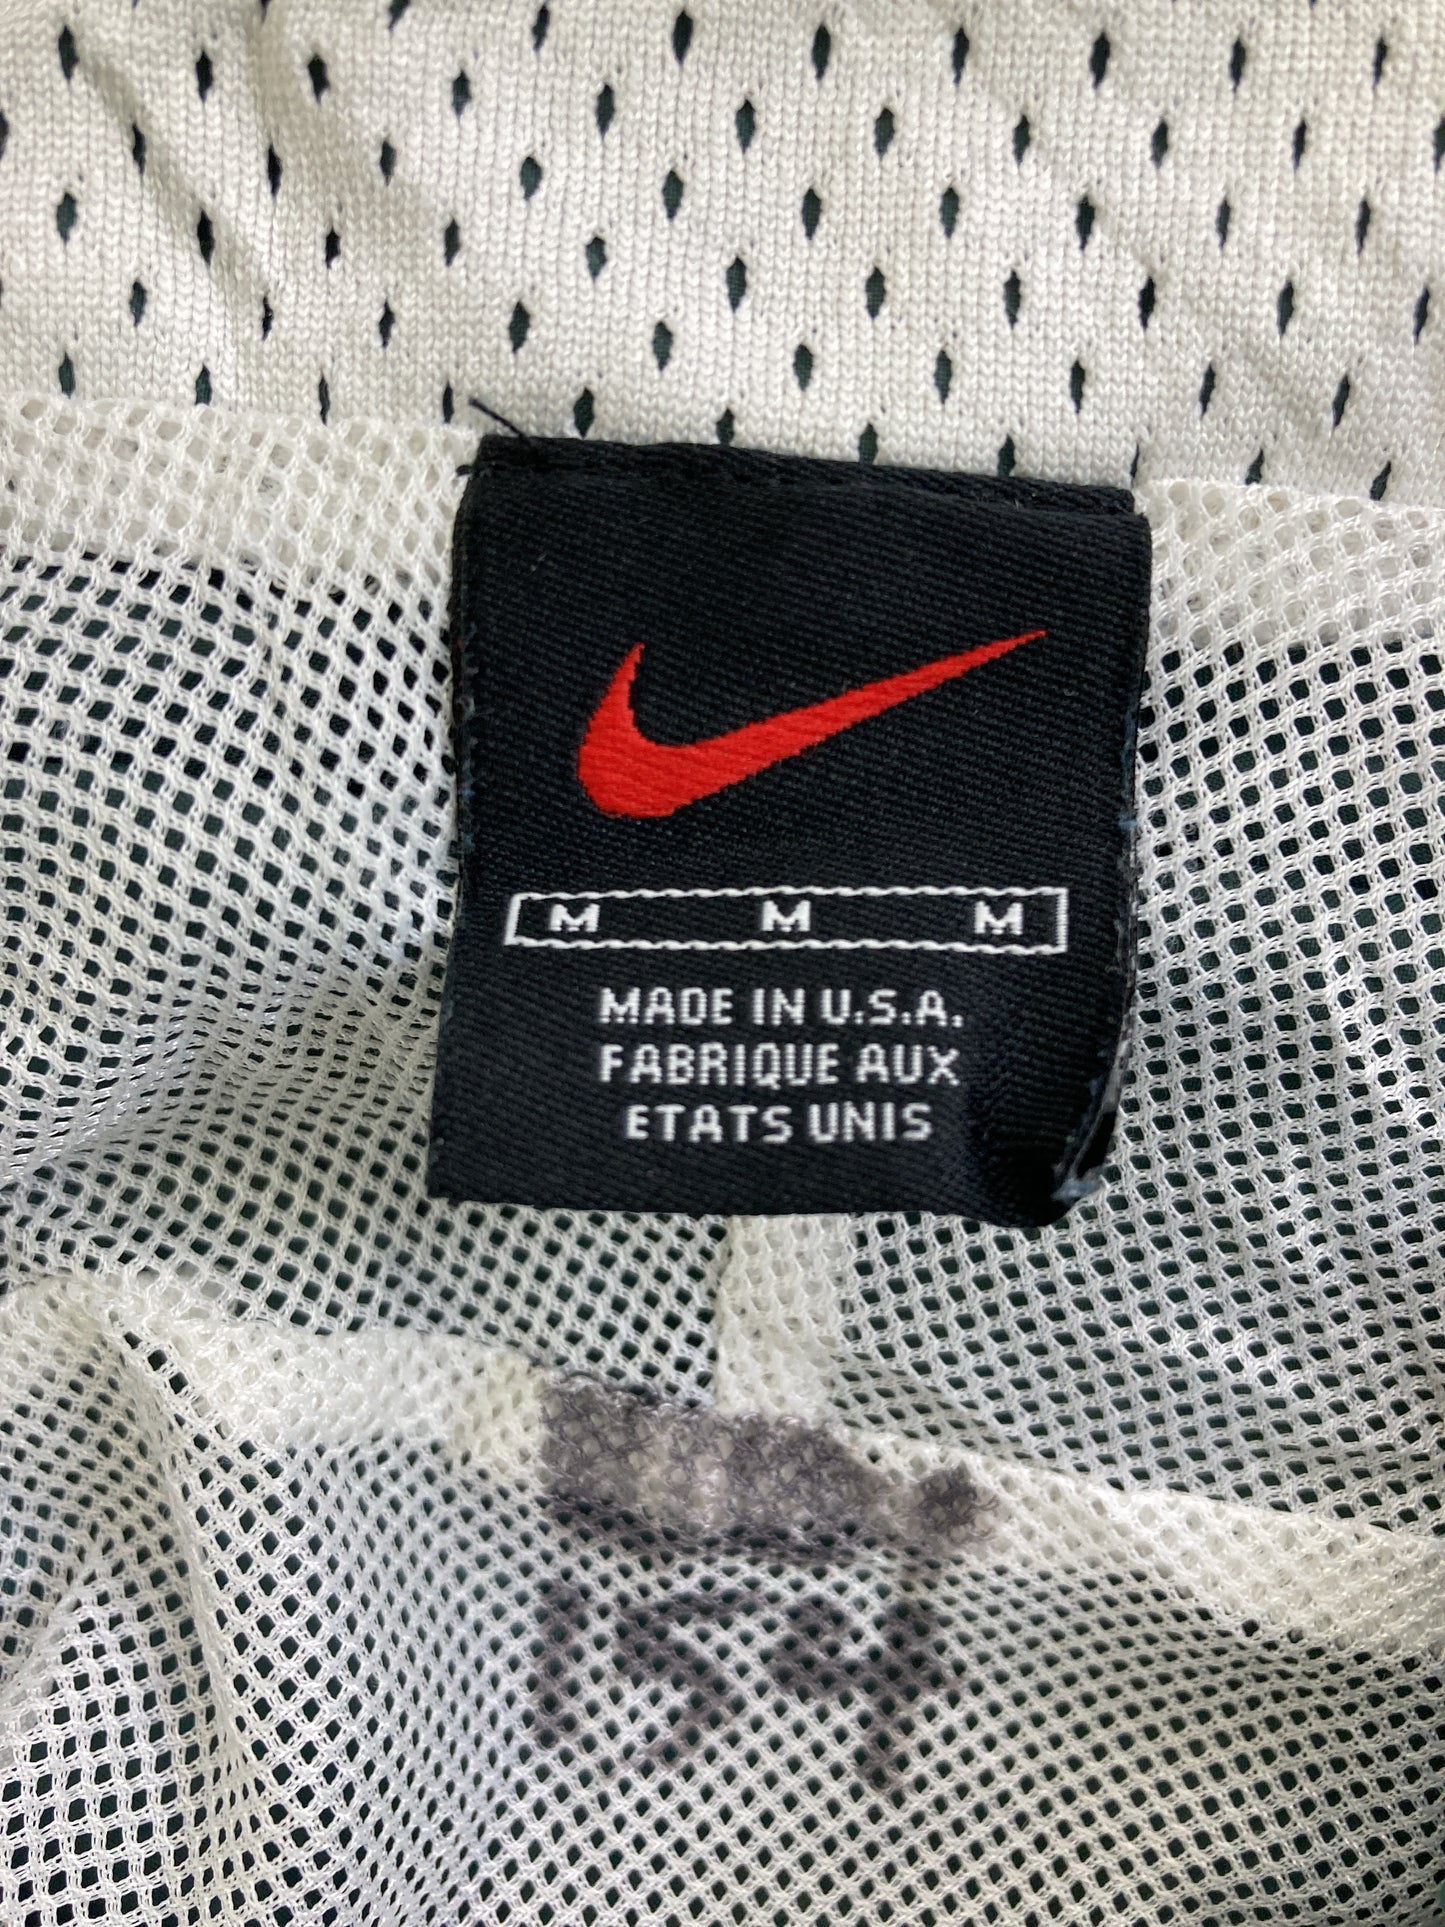 M M M
MADE IN U.S.A.
FABRIQUE AUX
ETATS UNIS